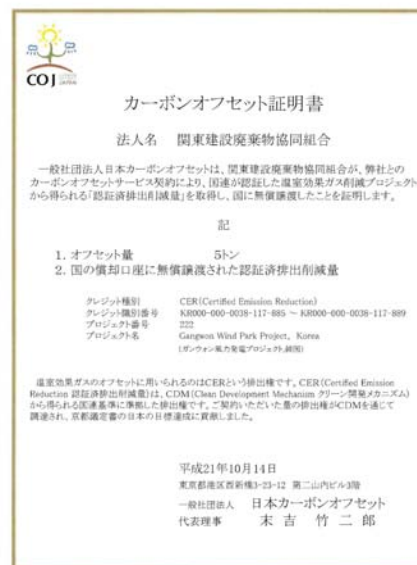 COJ
カーボンオフセット証明書
法人名　関東建設廃棄物協同組合
一般社団法人日本カーボンオフセットは、関東建設廃棄物協同組合が、弊社との
カーボンオフセットサービス契約により、国連が認証した温室効果ガス削減プロジェクト
から得られる「認証済排出削減量」を取得し、国に無償譲渡したことを証明します。
記
1. オフセット量　5トン
2. 国の償却口座に無償譲渡された認証済排出削減量
クレジット種別　CER(Certified Emission Reduction)
クレジット識別番号　KR000-000-0038-117-885 ～ KR000-000-0038-117-889
プロジェクト番号　222
プロジェクト名　Gangwon Wind Park Project, Korea
(ガンウォン風力発電プロジェクト,韓国)
温室効果ガスのオフセットに用いられるのはCERという排出権です。CER(Certified Emission
Reduction 認証済排出削減量)は、CDM(Clean Development Mechanism クリーン開発メカニズム)
から得られる国連基準に準拠した排出権です。ご契約いただいた量の排出権がCDMを通じて
調達され、京都議定書の日本の目標達成に貢献しました。
平成21年10月14日
東京都港区西新橋3-23-12 第二山内ビル3階
一般社団法人　日本カーボンオフセット
代表理事　末吉竹二郎